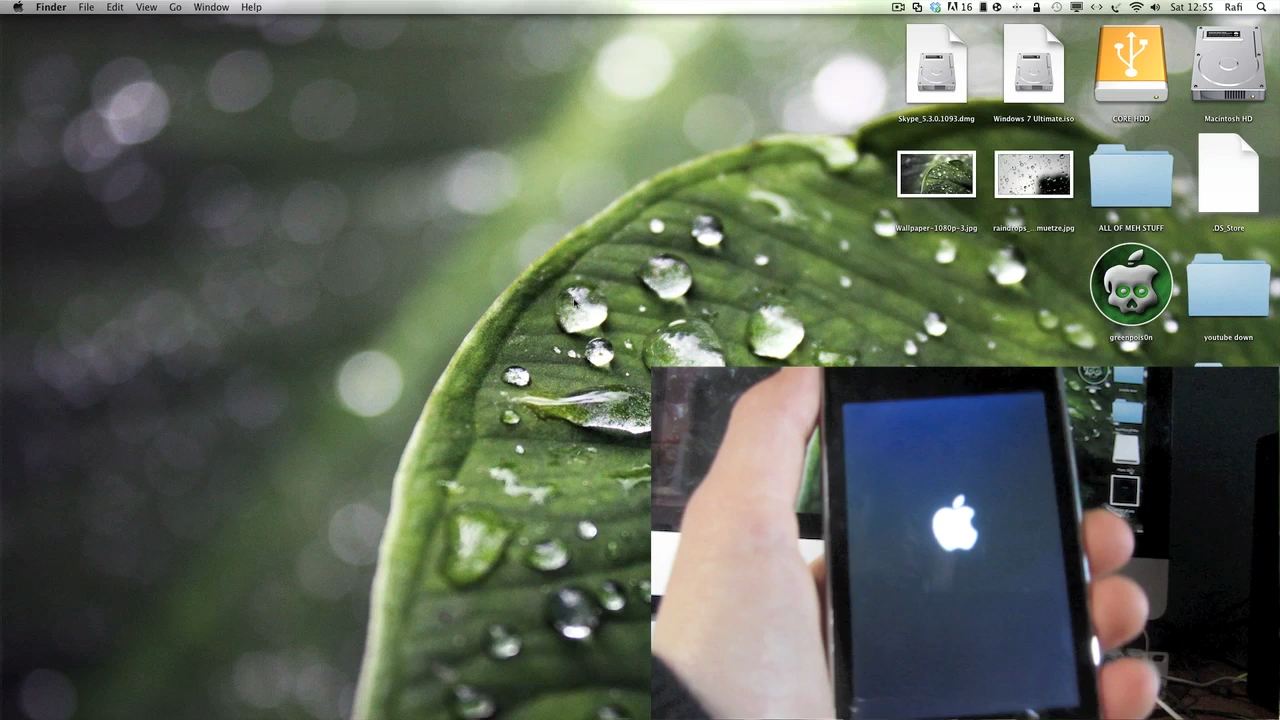 Finder File Edit View Go Window Help 16 Sat 12:55 Rafi
Skype_5.3.0.1093.dmg Windows 7 Ultimate.iso CORE HDD Macintosh HD
Wallpaper-1080p-3.jpg raindrops_...muetze.jpg ALL OF MEH STUFF .DS_Store
greenpois0n youtube down